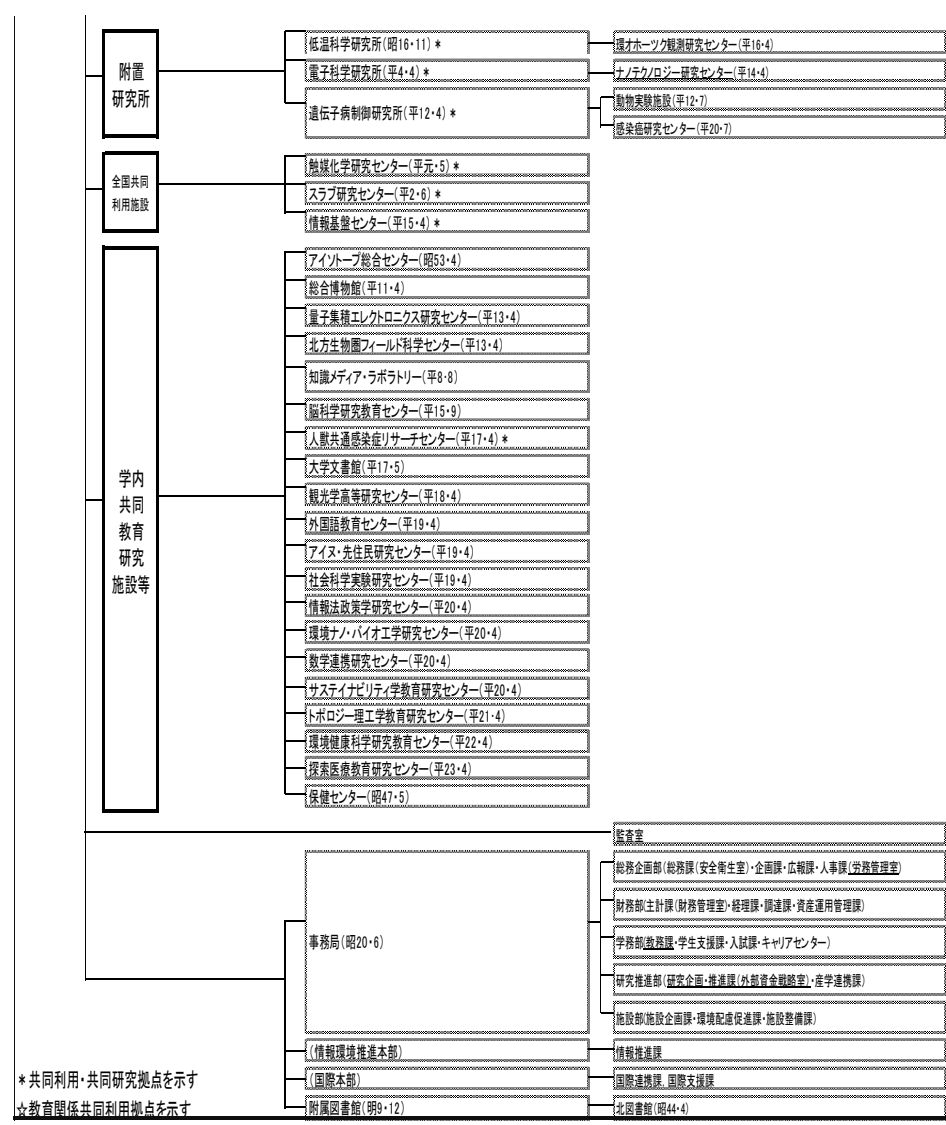 附置
研究所
低温科学研究所(昭16・11)*
環オホーツク観測研究センター(平16・4)
電子科学研究所(平4・4)*
ナノテクノロジー研究センター(平14・4)
遺伝子病制御研究所(平12・4)*
動物実験施設(平12・7)
感染癌研究センター(平20・7)
全国共同
利用施設
触媒化学研究センター(平元・5)*
スラブ研究センター(平2・6)*
情報基盤センター(平15・4)*
学内
共同
教育
研究
施設等
アイソトープ総合センター(昭53・4)
総合博物館(平11・4)
量子集積エレクトロニクス研究センター(平13・4)
北方生物圏フィールド科学センター(平13・4)
知識メディア・ラボラトリー(平8・8)
脳科学研究教育センター(平15・9)
人獣共通感染症リサーチセンター(平17・4)*
大学文書館(平17・5)
観光学高等研究センター(平18・4)
外国語教育センター(平19・4)
アイヌ・先住民研究センター(平19・4)
社会科学実験研究センター(平19・4)
情報法政策学研究センター(平20・4)
環境ナノ・バイオ工学研究センター(平20・4)
数学連携研究センター(平20・4)
サステイナビリティ学教育研究センター(平20・4)
トポロジー理工学教育研究センター(平21・4)
環境健康科学研究教育センター(平22・4)
探索医療教育研究センター(平23・4)
保健センター(昭47・5)
監査室
事務局(昭20・6)
総務企画部(総務課(安全衛生室)・企画課・広報課・人事課(労務管理室)
財務部(主計課(財務管理室)・経理課・調達課・資産運用管理課)
学務部(教務課・学生支援課・入試課・キャリアセンター)
研究推進部(研究企画・推進課(外部資金戦略室)・産学連携課)
施設部(施設企画課・環境配慮促進課・施設整備課)
(情報環境推進本部)
情報推進課
(国際本部)
国際連携課、国際支援課
附属図書館(明9・12)
北図書館(昭44・4)
*共同利用・共同研究拠点を示す
☆教育関係共同利用拠点を示す